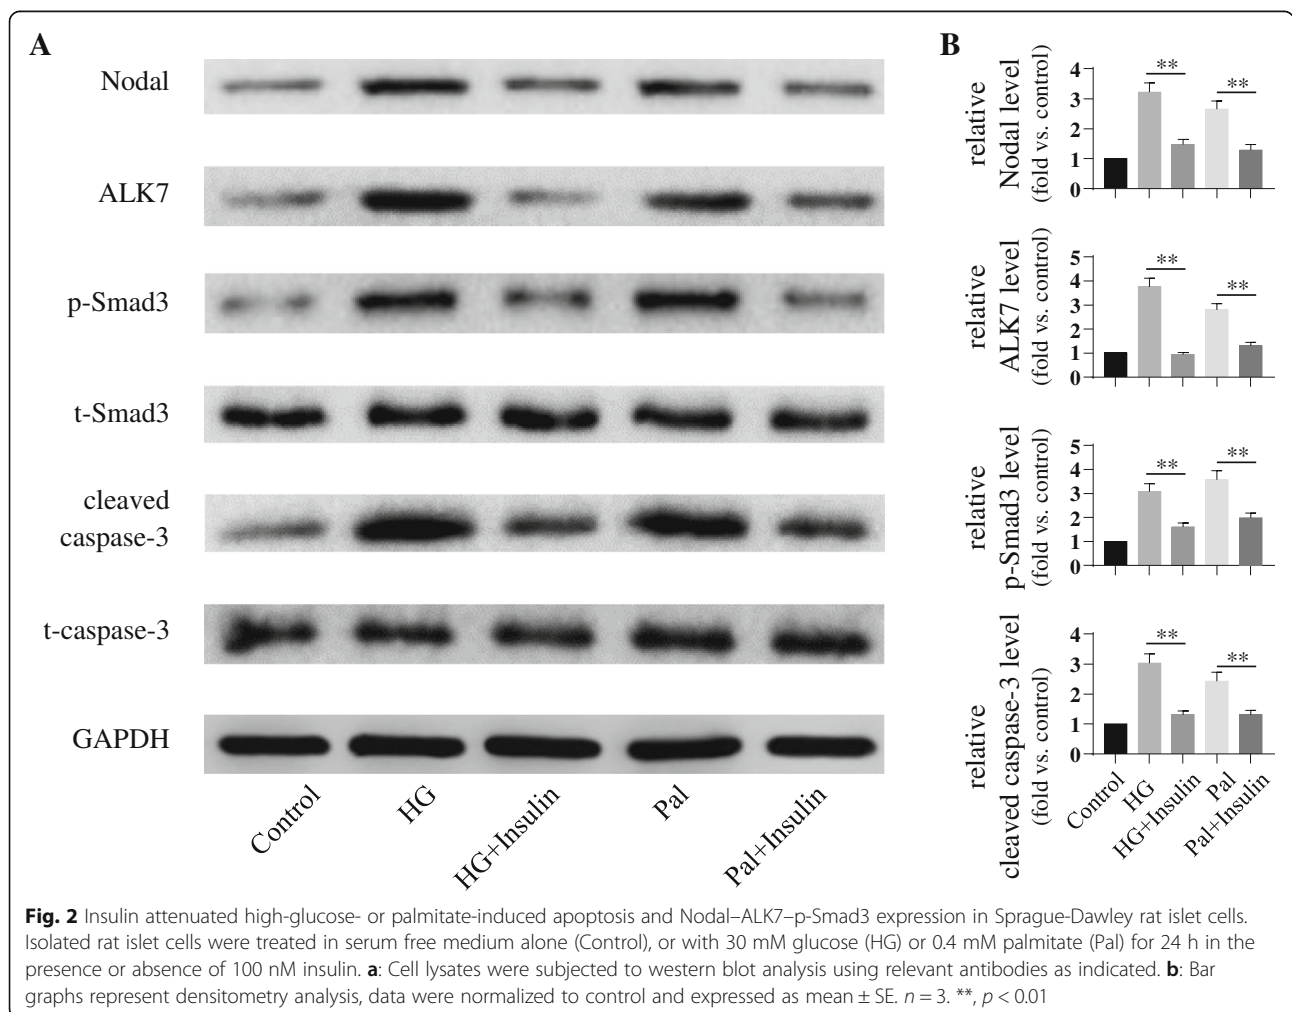 A
Nodal
ALK7
p-Smad3
t-Smad3
cleaved
caspase-3
t-caspase-3
GAPDH
Control
HG
HG+Insulin
Pal
Pal+Insulin
B
relative
Nodal level
(fold vs. control)
4
3
2
1
0
**
**
relative
ALK7 level
(fold vs. control)
5
4
3
2
1
0
**
**
relative
p-Smad3 level
(fold vs. control)
5
4
3
2
1
0
**
**
relative
cleaved caspase-3 level
(fold vs. control)
4
3
2
1
0
**
**
Control
HG
HG+Insulin
Pal
Pal+Insulin
Fig. 2 Insulin attenuated high-glucose- or palmitate-induced apoptosis and Nodal–ALK7–p-Smad3 expression in Sprague-Dawley rat islet cells.
Isolated rat islet cells were treated in serum free medium alone (Control), or with 30 mM glucose (HG) or 0.4 mM palmitate (Pal) for 24 h in the
presence or absence of 100 nM insulin. a: Cell lysates were subjected to western blot analysis using relevant antibodies as indicated. b: Bar
graphs represent densitometry analysis, data were normalized to control and expressed as mean ± SE. n = 3. **, p < 0.01